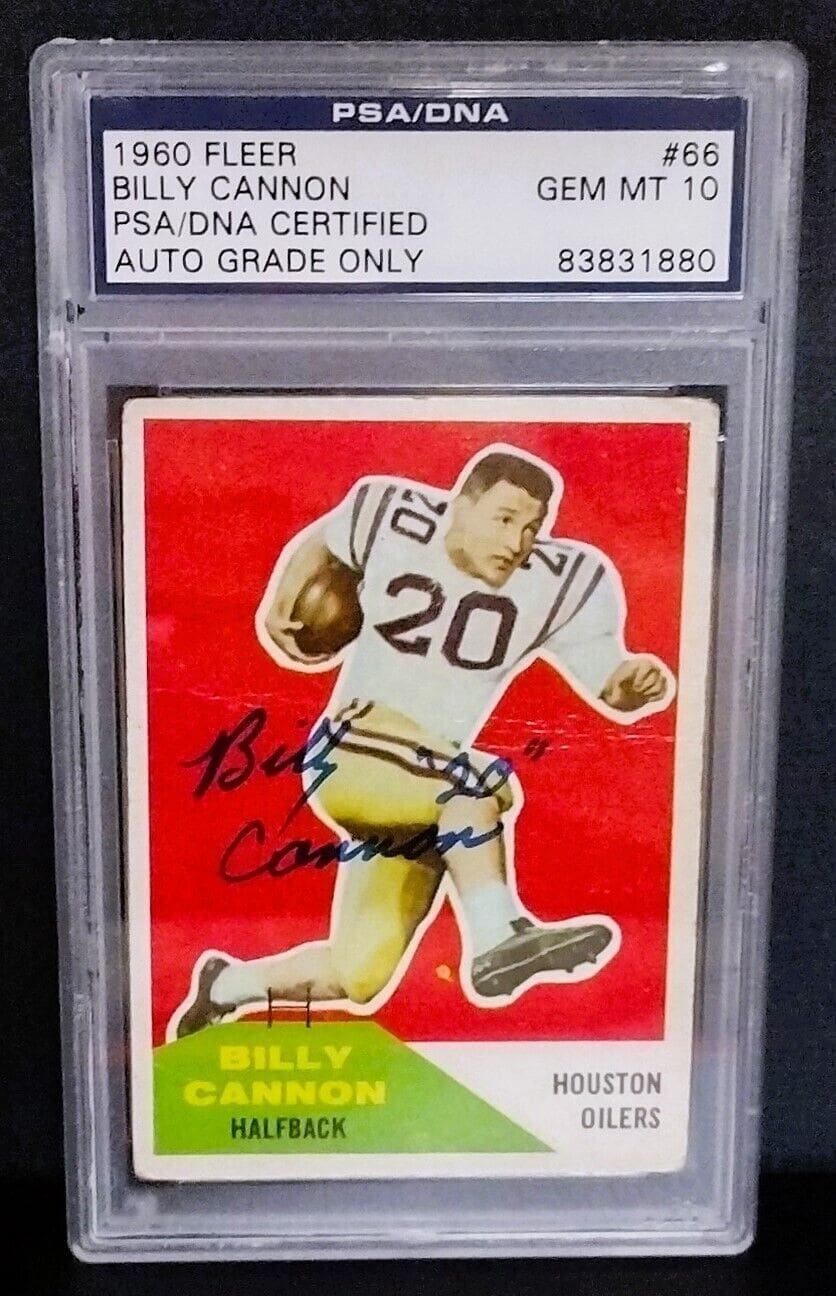 PSA/DNA
1960 FLEER #66
BILLY CANNON GEM MT 10
PSA/DNA CERTIFIED
AUTO GRADE ONLY 83831880
20 20
20
Billy "20"
Cannon
BILLY
CANNON
HALFBACK
HOUSTON
OILERS